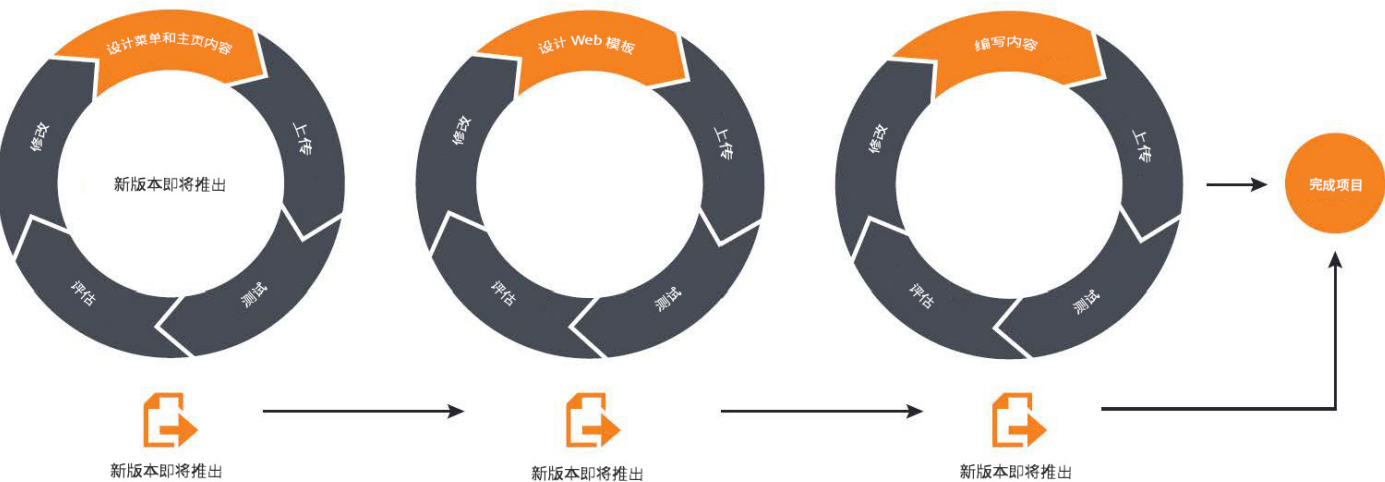 设计菜单和主页内容
上传
测试
评估
修改
新版本即将推出
设计 Web 模板
上传
测试
评估
修改
编写内容
上传
测试
评估
修改
完成项目
新版本即将推出
新版本即将推出
新版本即将推出